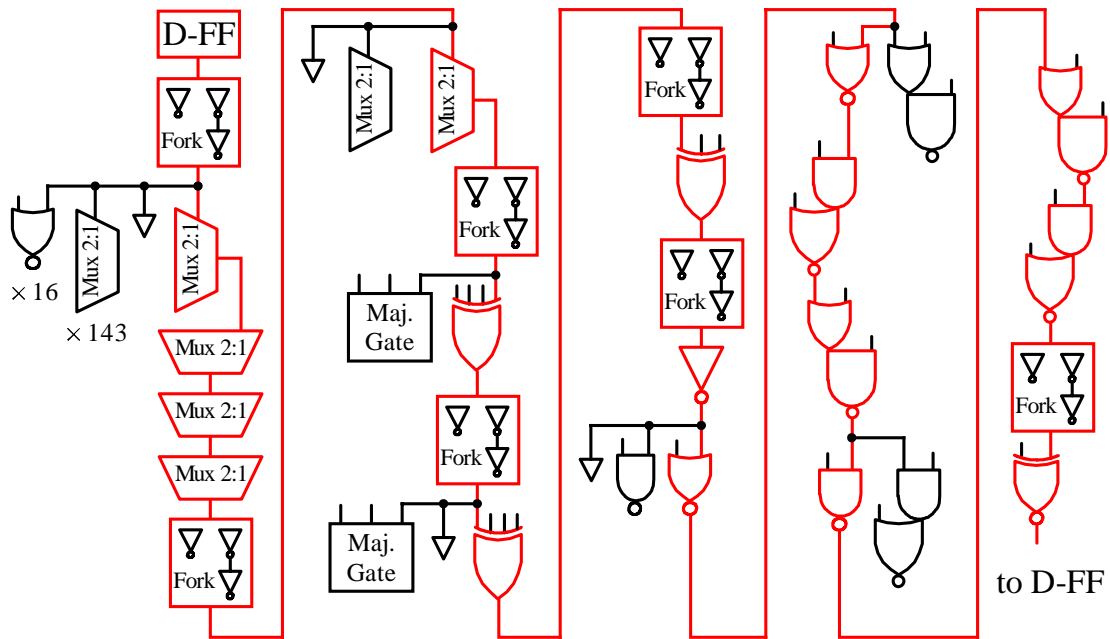 D-FF
Fork
× 16
Mux 2:1
× 143
Mux 2:1
Mux 2:1
Mux 2:1
Mux 2:1
Fork
Mux 2:1
Mux 2:1
Fork
Maj.
Gate
Fork
Maj.
Gate
Fork
Fork
Fork
to D-FF